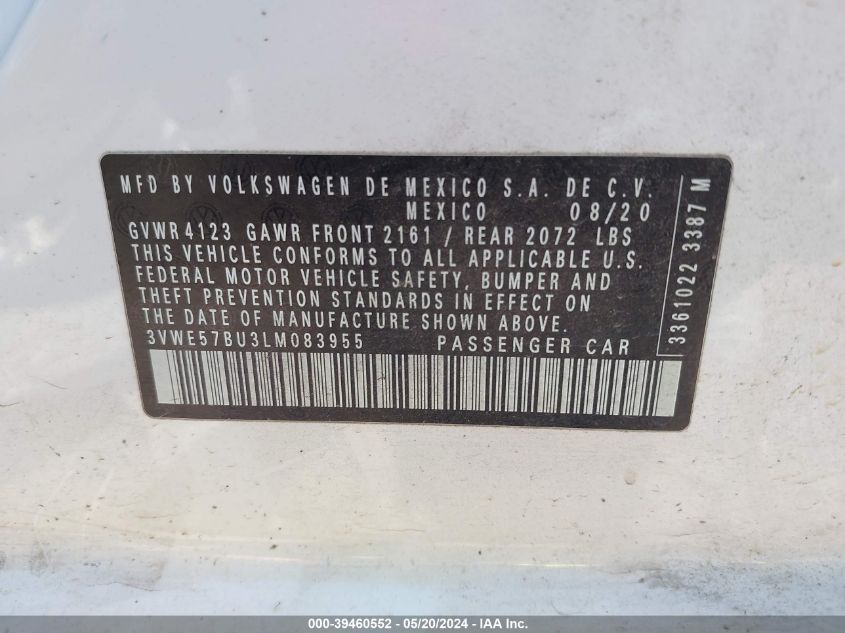 MFD BY VOLKSWAGEN DE MEXICO S.A. DE C.V.
MEXICO 08/20
GVWR 4123 GAWR FRONT 2161 / REAR 2072 LBS
THIS VEHICLE CONFORMS TO ALL APPLICABLE U.S.
FEDERAL MOTOR VEHICLE SAFETY, BUMPER AND
THEFT PREVENTION STANDARDS IN EFFECT ON
THE DATE OF MANUFACTURE SHOWN ABOVE.
3VWE57BU3LM083955 PASSENGER CAR
3361022 3387 M
000-39460552 / 05/20/2024 - IAA Inc.